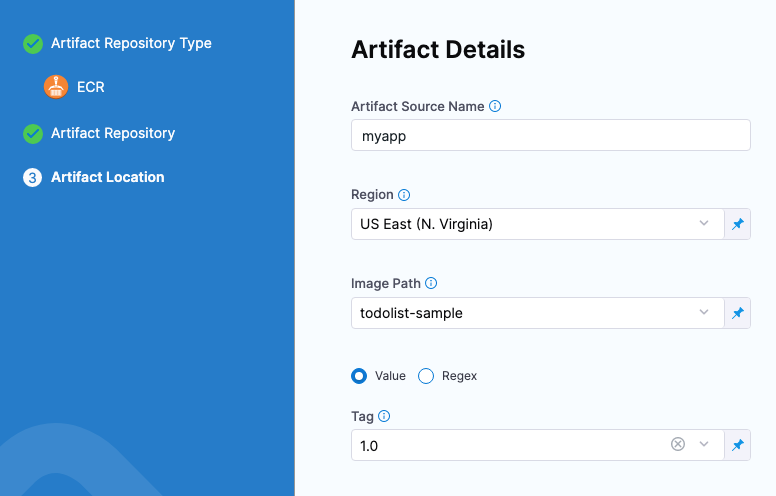 Artifact Repository Type
ECR
Artifact Repository
3 Artifact Location
Artifact Details
Artifact Source Name
myapp
Region
US East (N. Virginia)
Image Path
todolist-sample
Value Regex
Tag
1.0